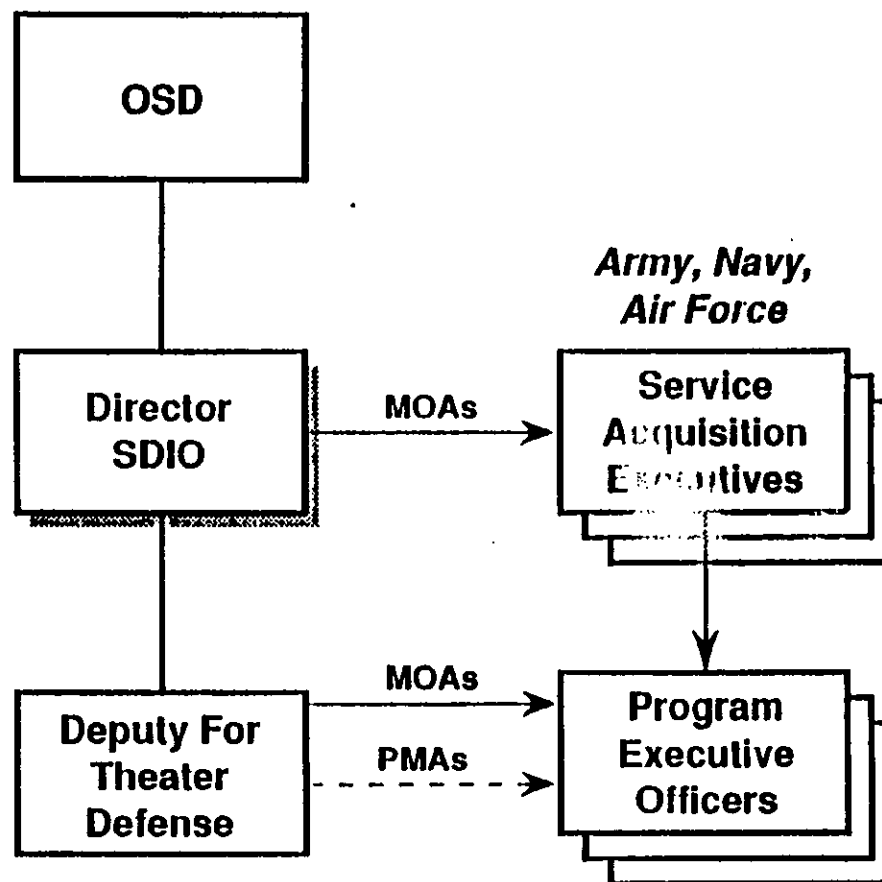 OSD
Army, Navy,
Air Force
Director
SDIO
MOAs
Service
Acquisition
Executives
Deputy For
Theater
Defense
MOAs
PMAs
Program
Executive
Officers